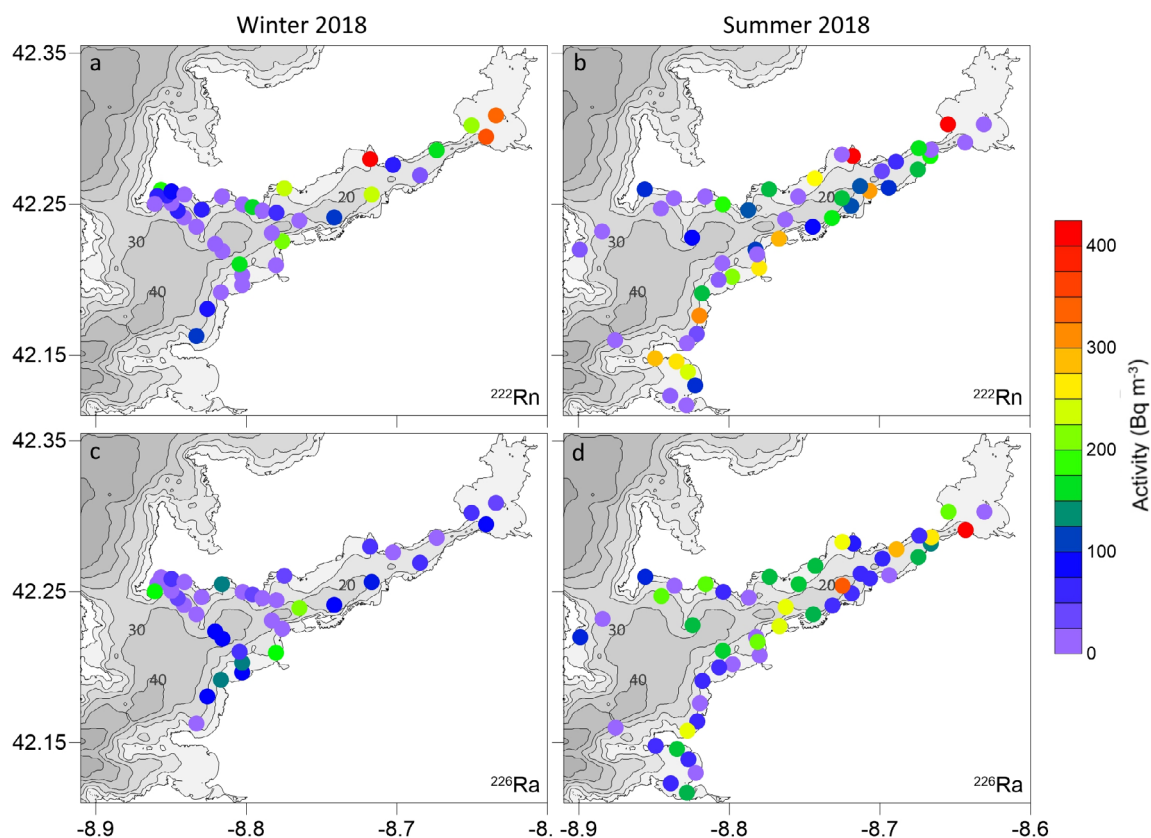 Winter 2018 Summer 2018
42.35
a b
42.25
20 20
30 30
40 40
42.15
²²²Rn ²²²Rn
42.35
c d
42.25
20 20
30 30
40 40
42.15
²²⁶Ra ²²⁶Ra
-8.9 -8.8 -8.7 -8. -8.9 -8.8 -8.7 -8.6
400
300
200
100
0
Activity (Bq m⁻³)